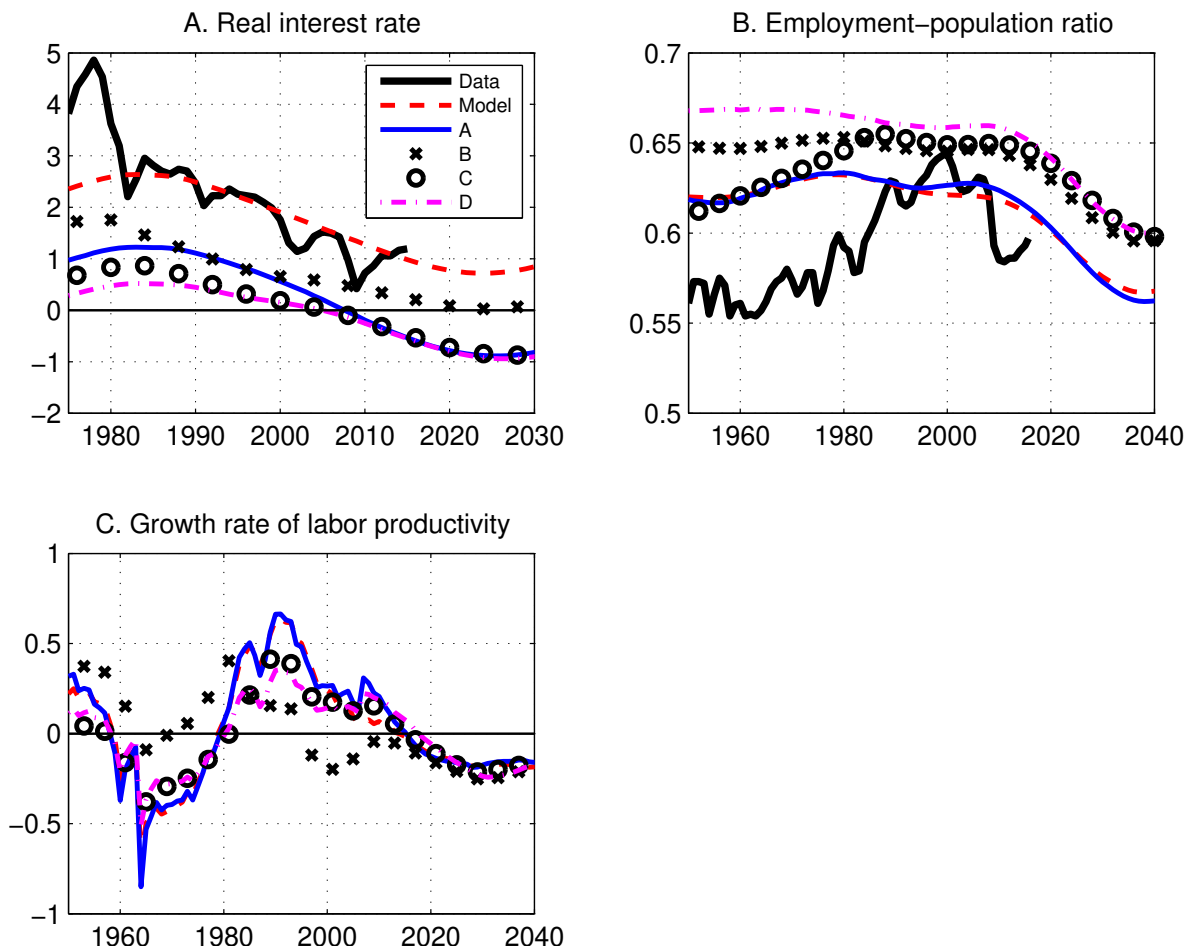 A. Real interest rate
5
4
3
2
1
0
−1
−2
1980 1990 2000 2010 2020 2030
Data
Model
A
B
C
D
B. Employment−population ratio
0.7
0.65
0.6
0.55
0.5
1960 1980 2000 2020 2040
C. Growth rate of labor productivity
1
0.5
0
−0.5
−1
1960 1980 2000 2020 2040